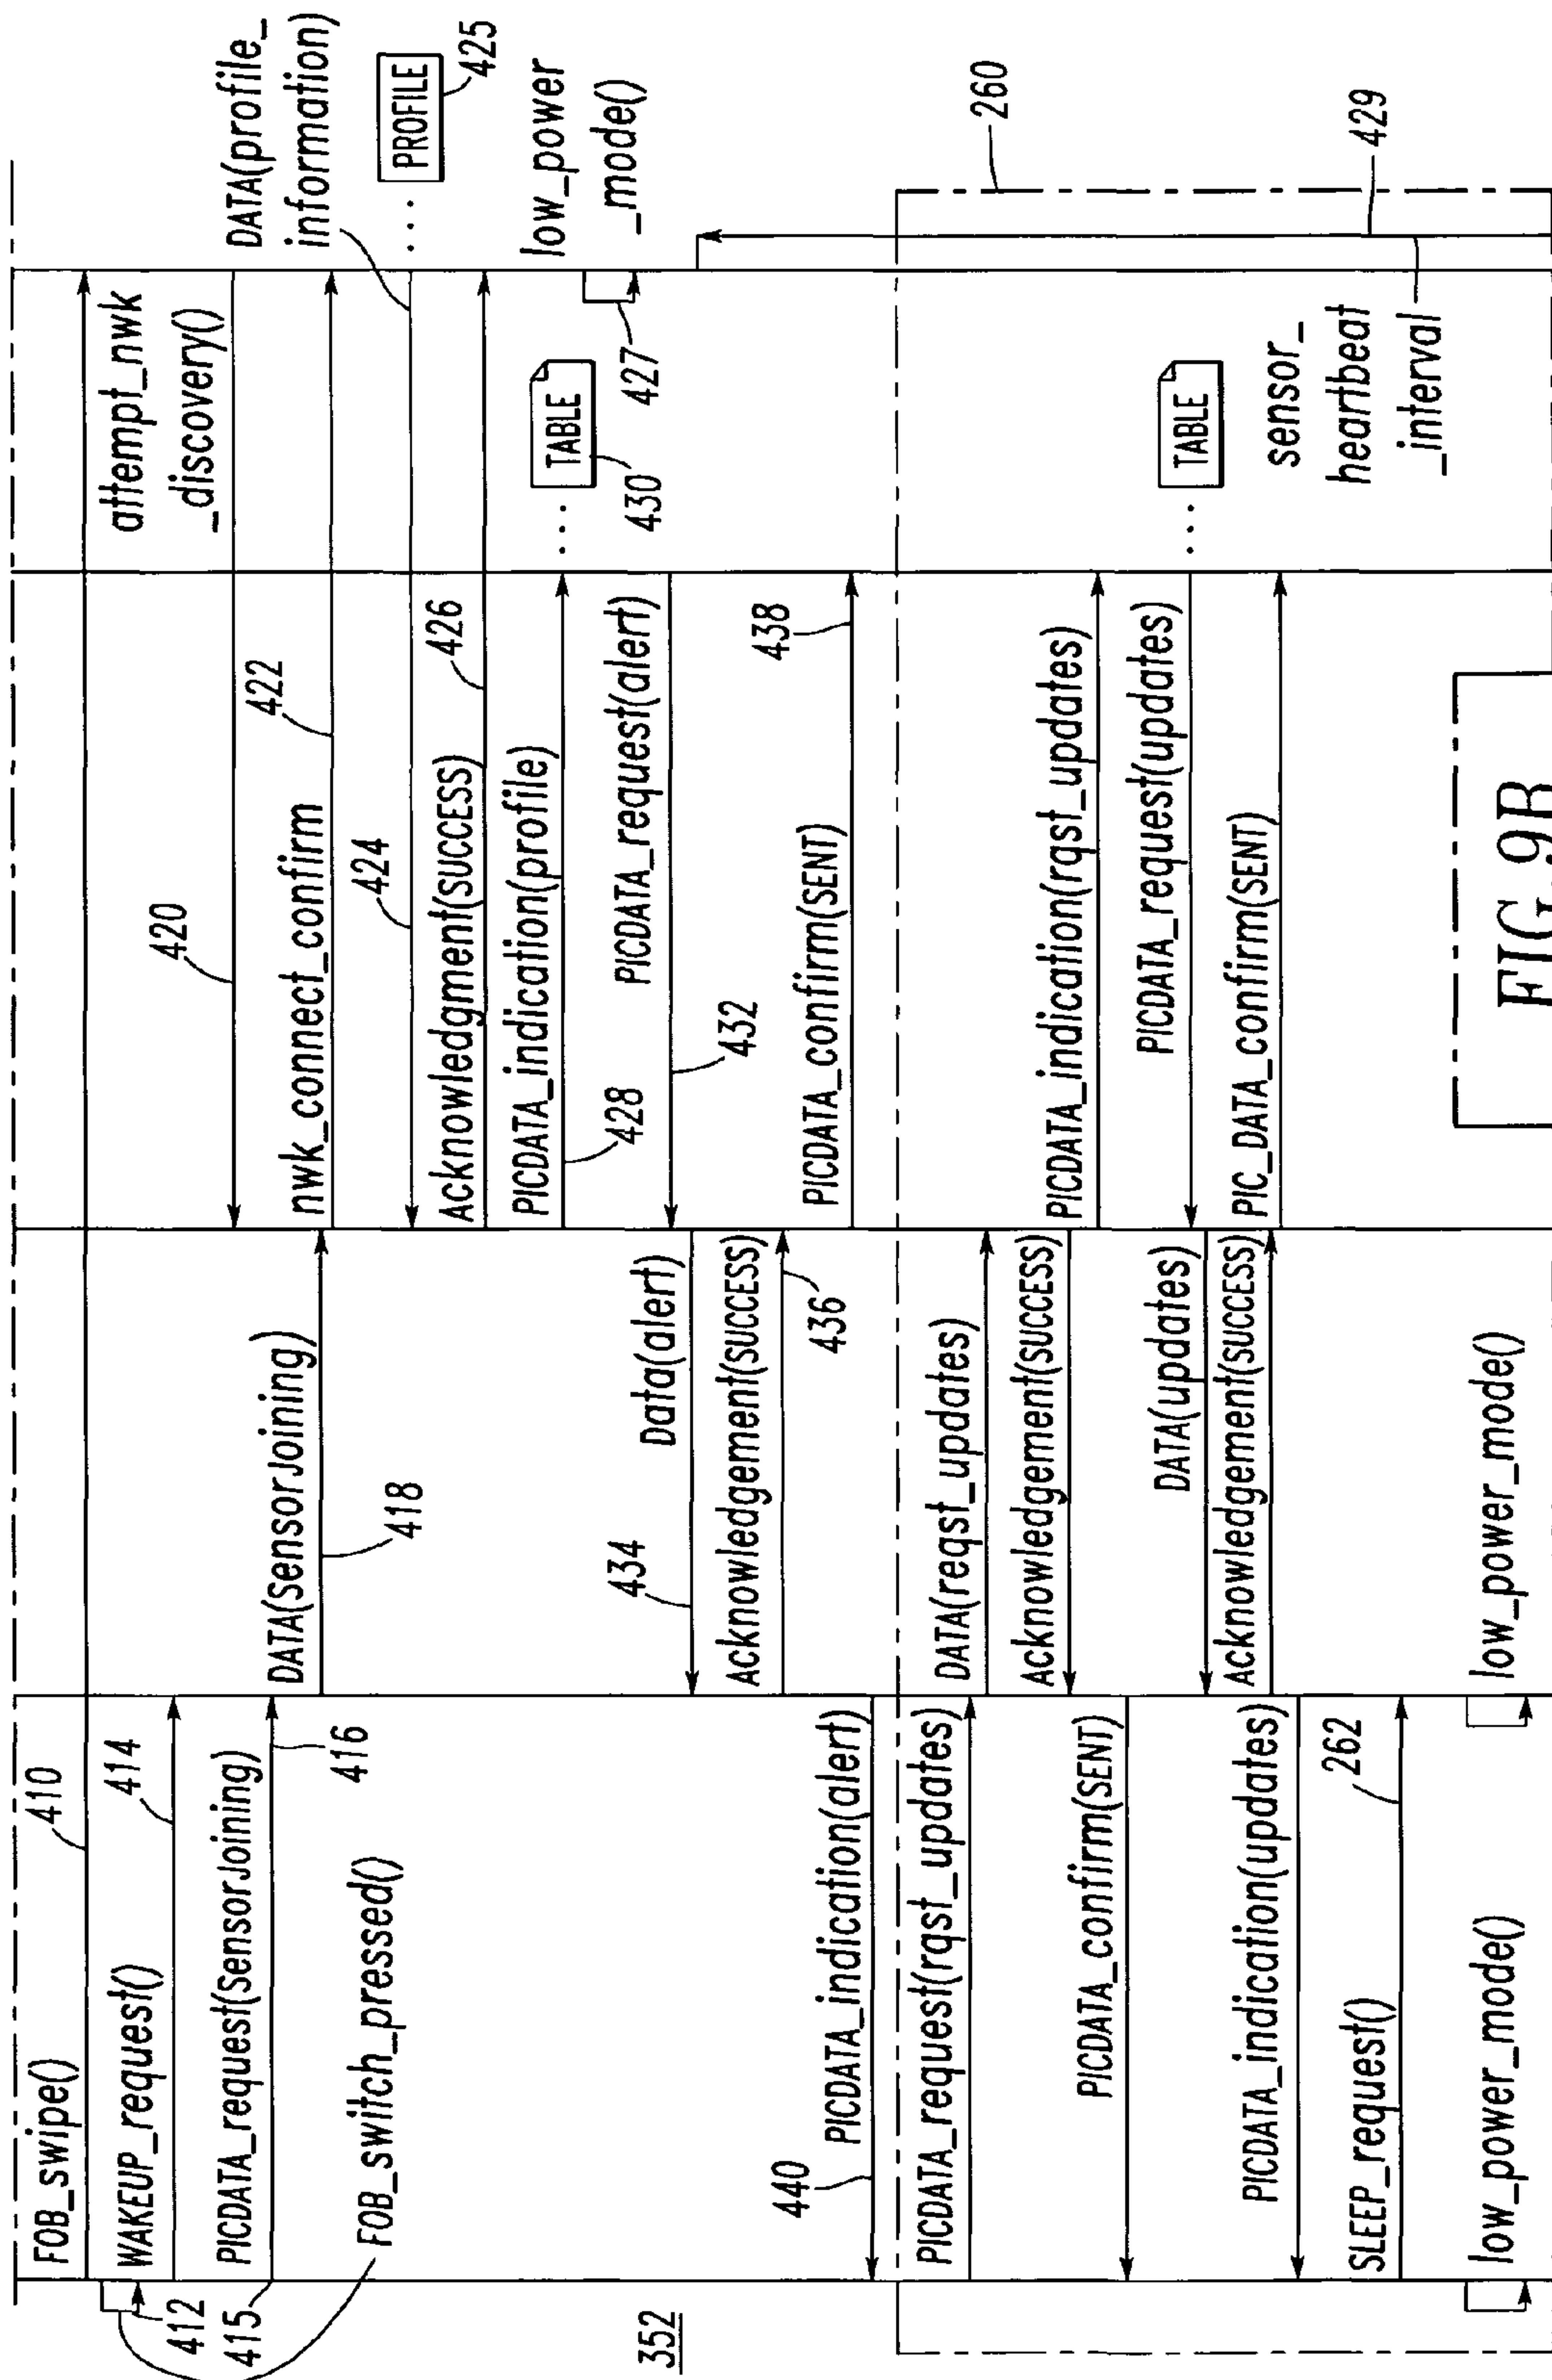 FOB_swipe()
410
WAKEUP_request()
414
412
PICDATA_request(SensorJoining)
415
416
FOB_switch_pressed()
352
attempt_nwk
_discovery()
420
DATA(SensorJoining)
418
nwk_connect_confirm
422
DATA(profile_
information)
424
... PROFILE
425
Acknowledgment(SUCCESS)
426
low_power
_mode()
427
PICDATA_indication(profile)
428
... TABLE
430
PICDATA_request(alert)
432
Data(alert)
434
Acknowledgement(SUCCESS)
436
PICDATA_confirm(SENT)
438
PICDATA_indication(alert)
440
260
PICDATA_request(rqst_updates)
DATA(reqst_updates)
Acknowledgement(SUCCESS)
PICDATA_indication(rqst_updates)
PICDATA_confirm(SENT)
PICDATA_request(updates)
... TABLE
DATA(updates)
Acknowledgement(SUCCESS)
PIC_DATA_confirm(SENT)
PICDATA_indication(updates)
sensor_
heartbeat
_interval
429
SLEEP_request()
262
low_power_mode()
low_power_mode()
FIG.9B